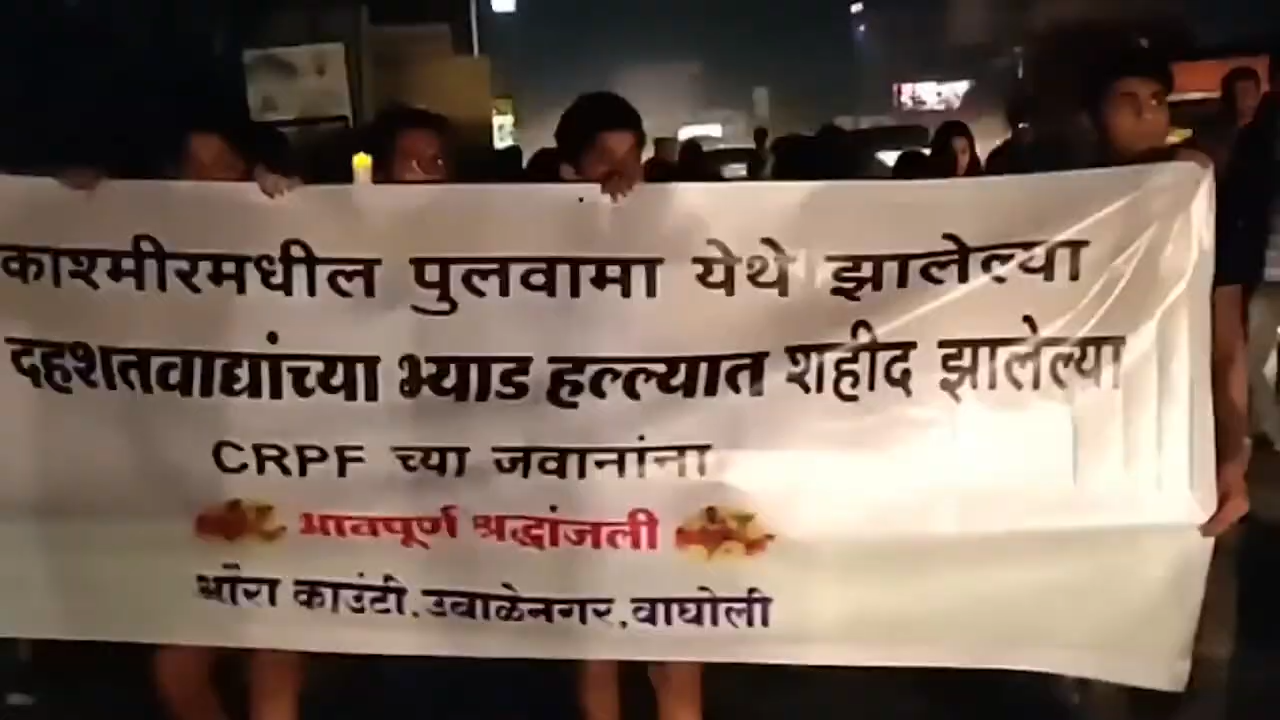 काश्मीरमधील पुलवामा येथे झालेल्या
दहशतवाद्यांच्या भ्याड हल्ल्यात शहीद झालेल्या
CRPF च्या जवानांना
भावपूर्ण श्रद्धांजली
काउंटी.उबाळेनगर.वाघोली